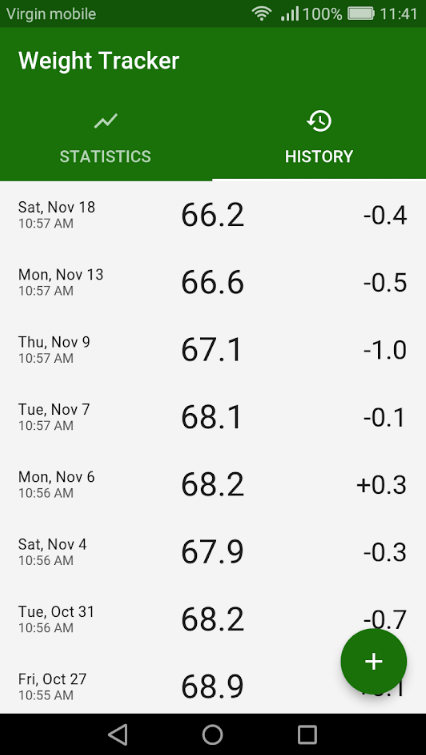 Virgin mobile 100% 11:41
Weight Tracker
STATISTICS HISTORY
Sat, Nov 18
10:57 AM
66.2 -0.4
Mon, Nov 13
10:57 AM
66.6 -0.5
Thu, Nov 9
10:57 AM
67.1 -1.0
Tue, Nov 7
10:57 AM
68.1 -0.1
Mon, Nov 6
10:56 AM
68.2 +0.3
Sat, Nov 4
10:56 AM
67.9 -0.3
Tue, Oct 31
10:56 AM
68.2 -0.7
Fri, Oct 27
10:55 AM
68.9
+